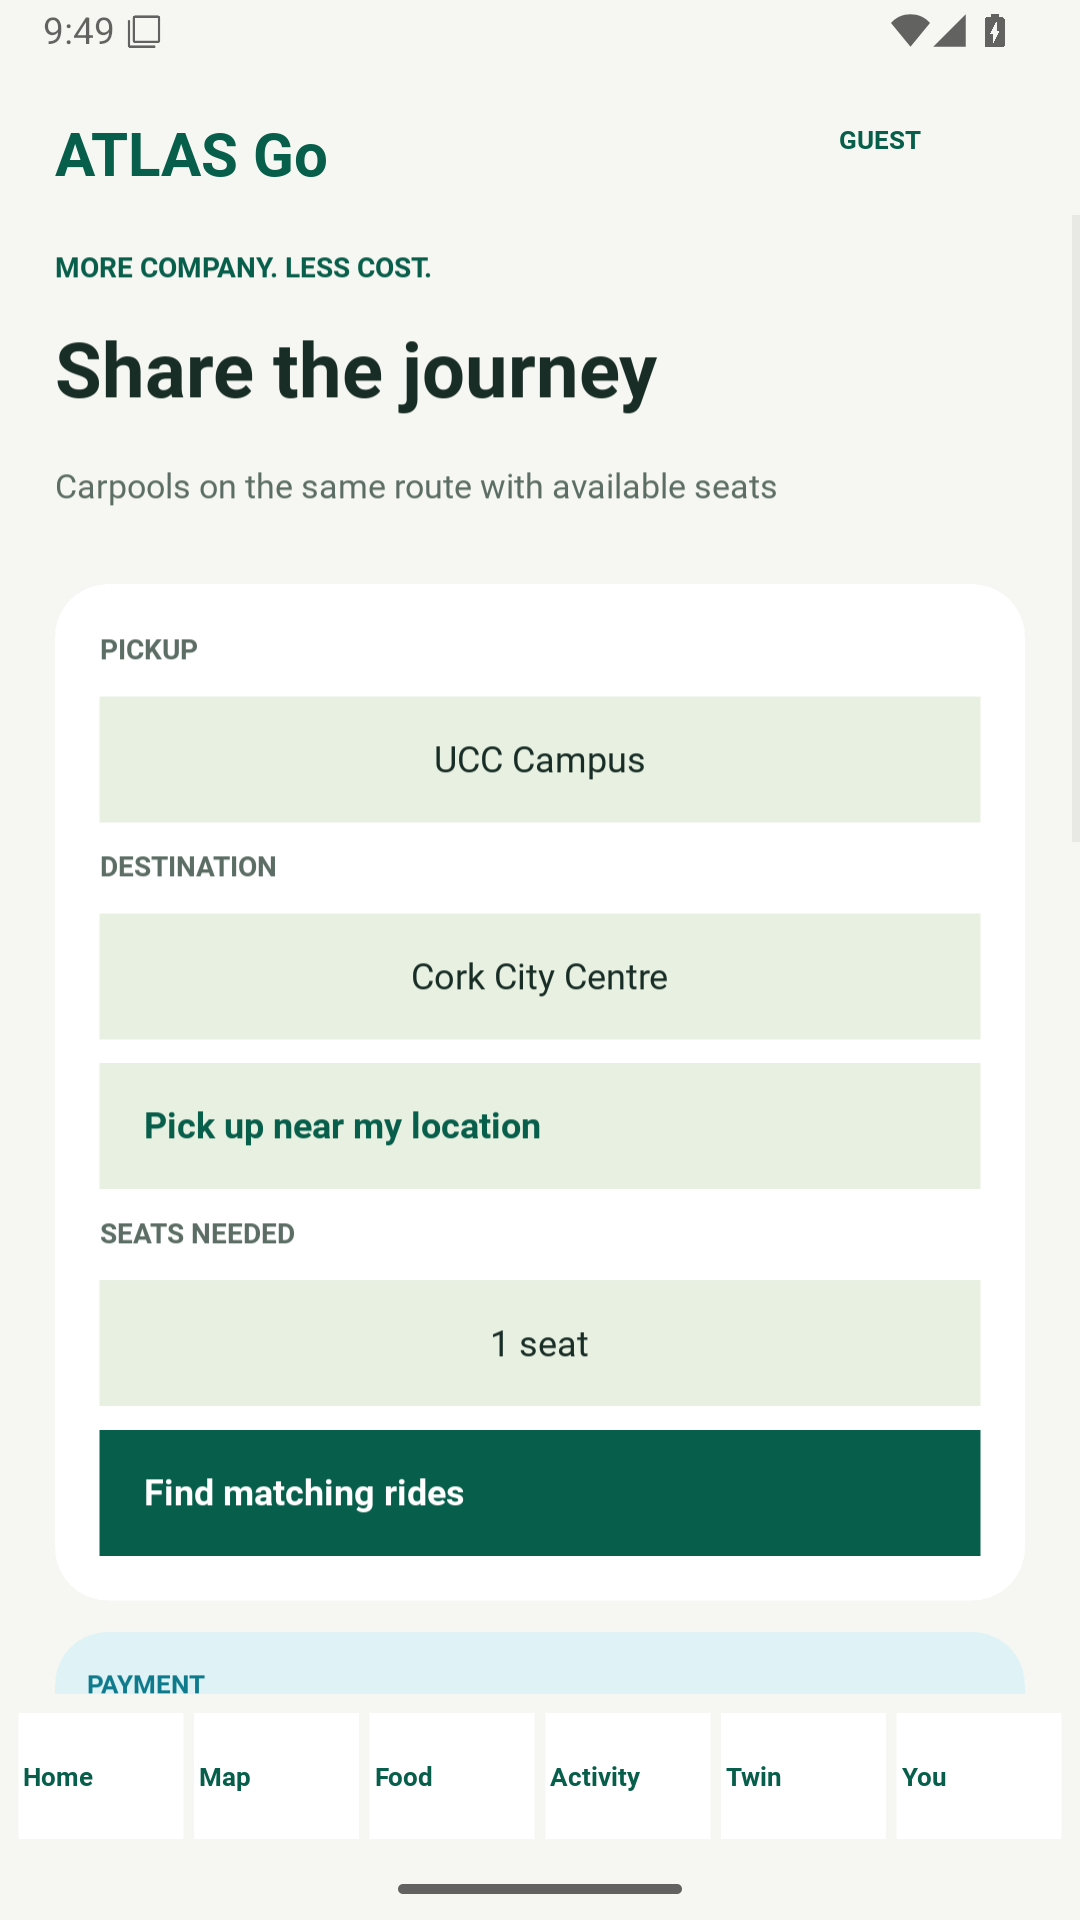 9:49
ATLAS Go
GUEST
MORE COMPANY. LESS COST.
Share the journey
Carpools on the same route with available seats
PICKUP
UCC Campus
DESTINATION
Cork City Centre
Pick up near my location
SEATS NEEDED
1 seat
Find matching rides
PAYMENT
Home Map Food Activity Twin You